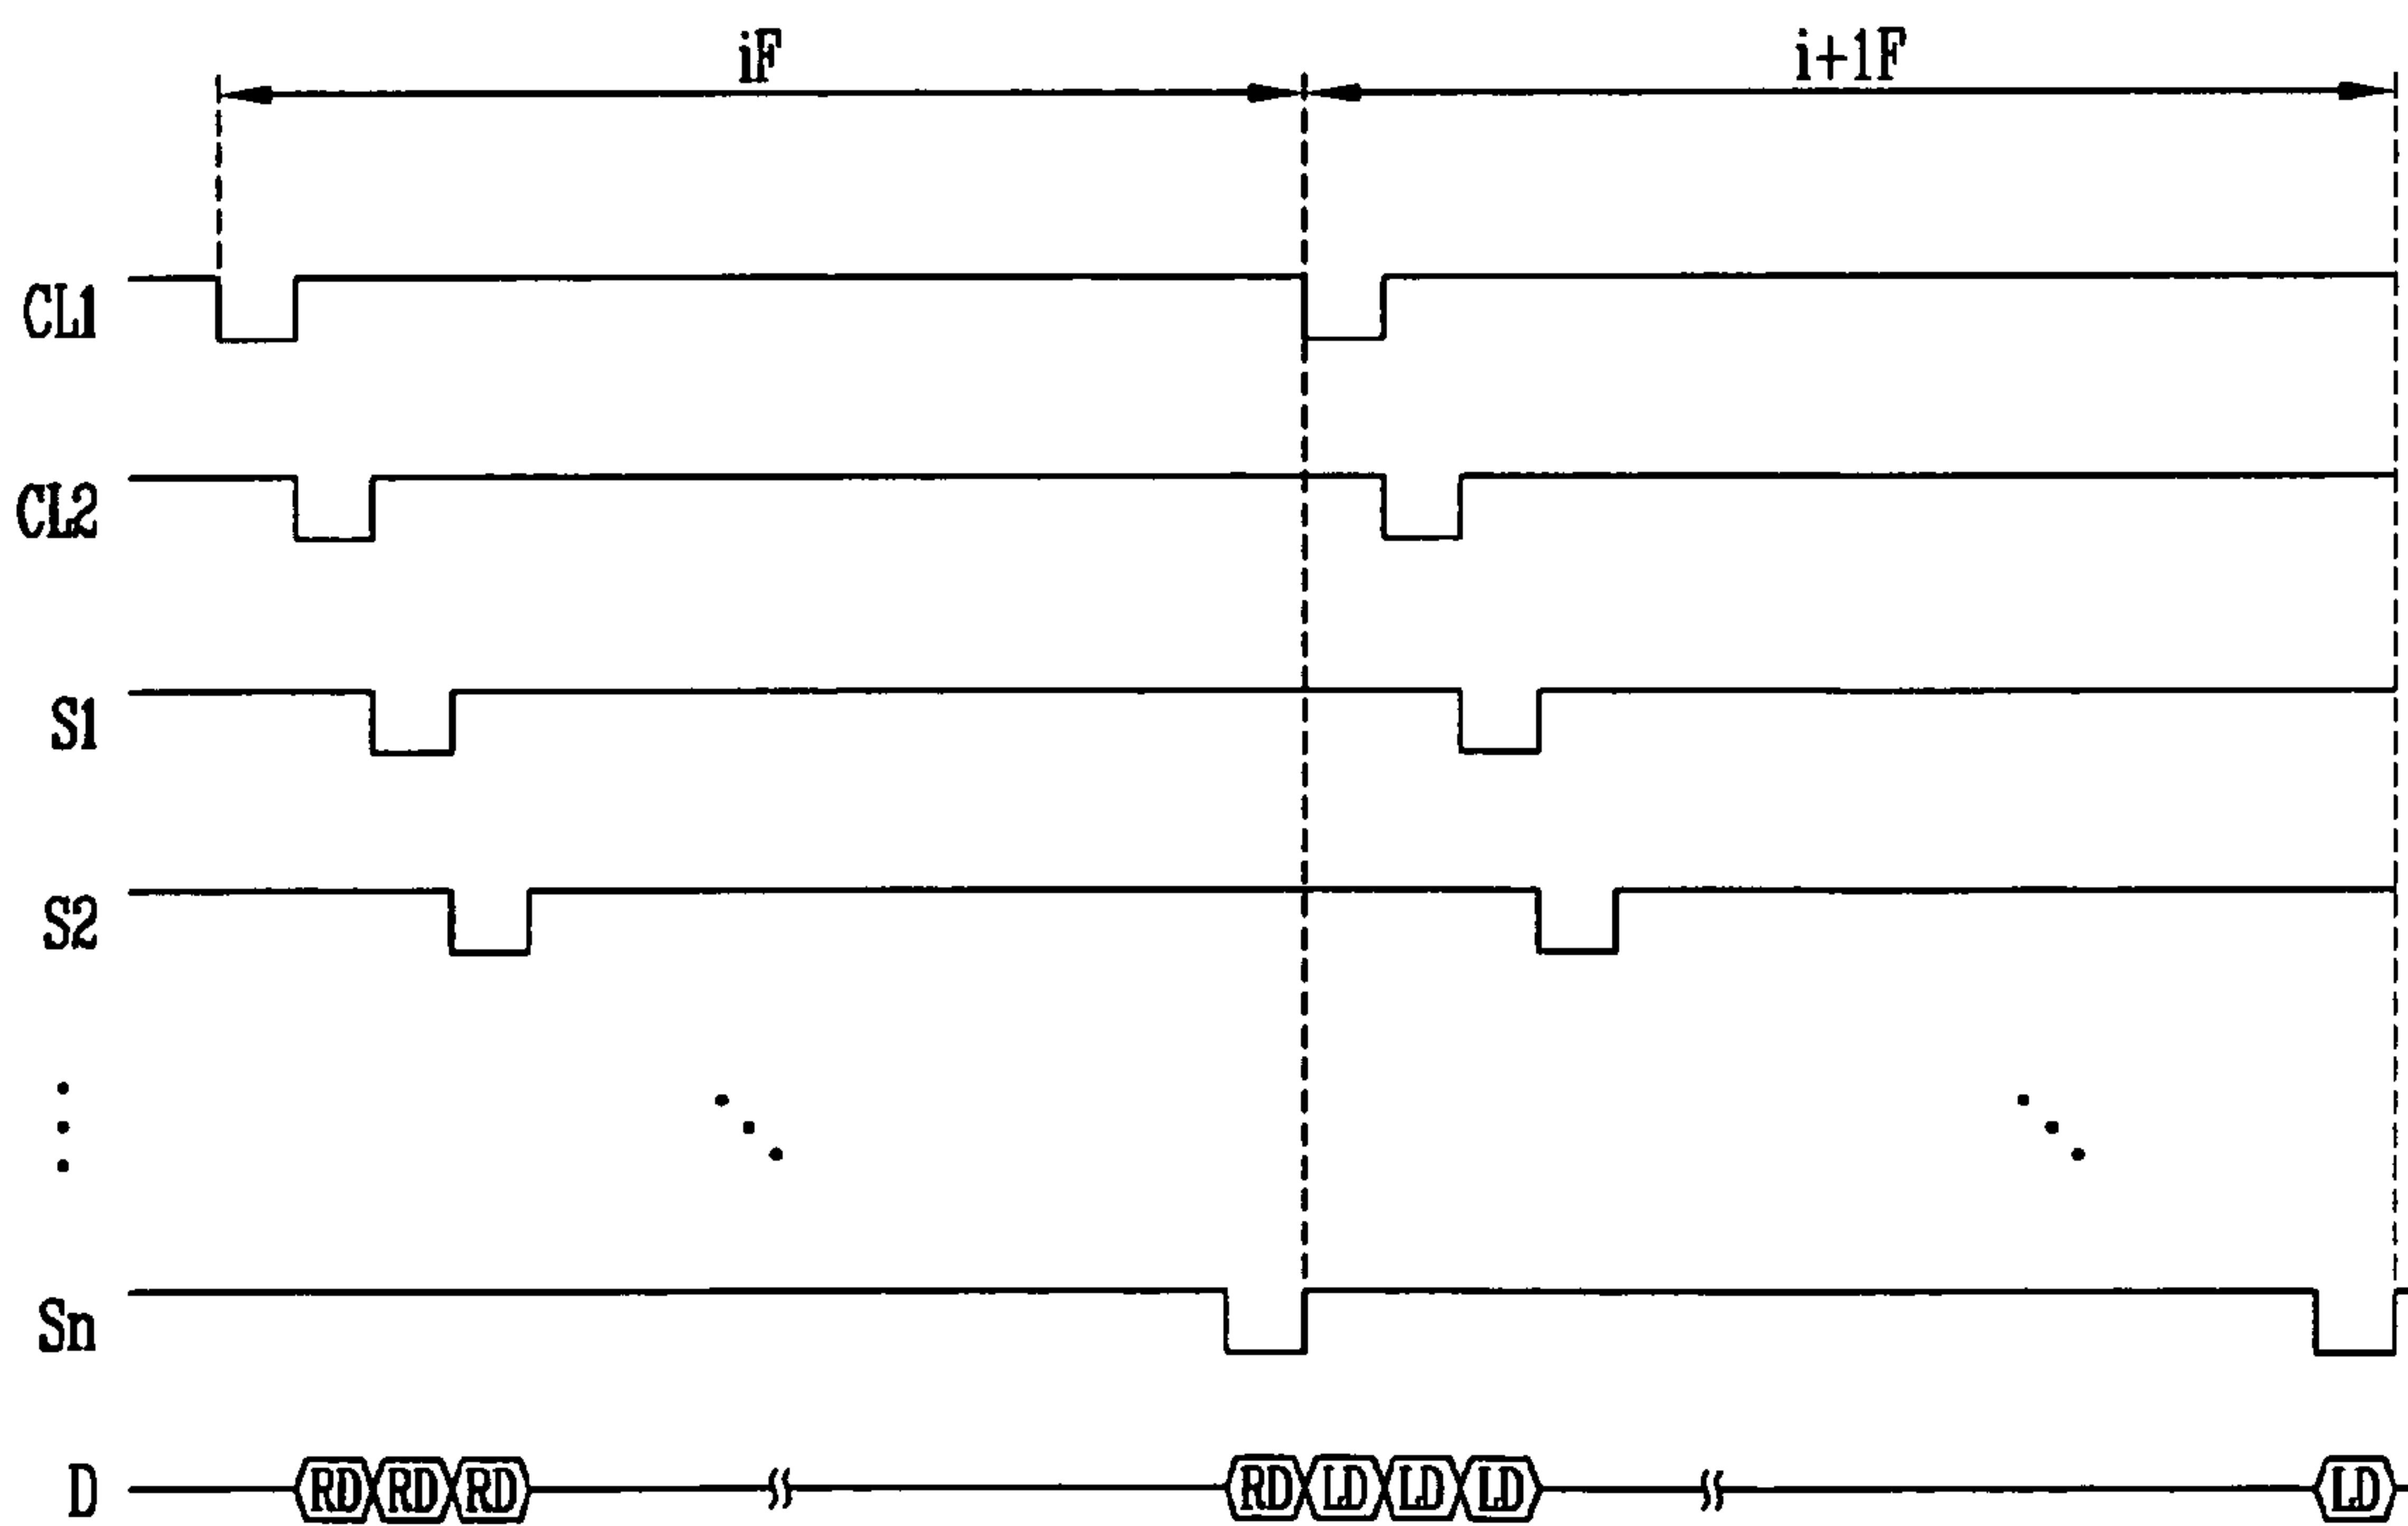 iF i+1F
CL1
CL2
S1
S2
Sn
D RD RD RD RD LD LD LD LD